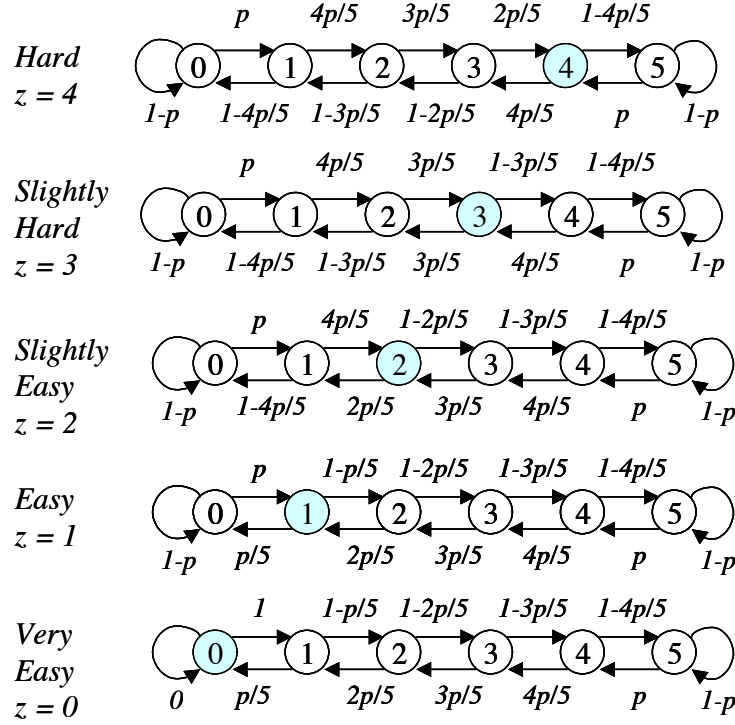 p 4p/5 3p/5 2p/5 1-4p/5
Hard
0 1 2 3 4 5
z = 4
1-p 1-4p/5 1-3p/5 1-2p/5 4p/5 p 1-p
p 4p/5 3p/5 1-3p/5 1-4p/5
Slightly
Hard
0 1 2 3 4 5
z = 3
1-p 1-4p/5 1-3p/5 3p/5 4p/5 p 1-p
p 4p/5 1-2p/5 1-3p/5 1-4p/5
Slightly
Easy
0 1 2 3 4 5
z = 2
1-p 1-4p/5 2p/5 3p/5 4p/5 p 1-p
p 1-p/5 1-2p/5 1-3p/5 1-4p/5
Easy
0 1 2 3 4 5
z = 1
1-p p/5 2p/5 3p/5 4p/5 p 1-p
1 1-p/5 1-2p/5 1-3p/5 1-4p/5
Very
Easy
0 1 2 3 4 5
z = 0
0 p/5 2p/5 3p/5 4p/5 p 1-p